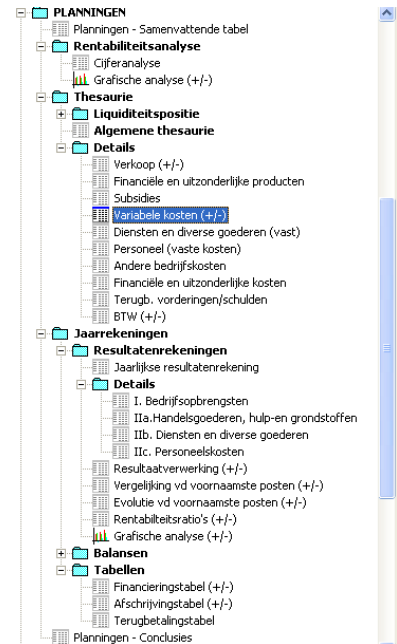 PLANNINGEN
Planningen - Samenvattende tabel
Rentabiliteitsanalyse
Cijferanalyse
Grafische analyse (+/-)
Thesaurie
Liquiditeitspositie
Algemene thesaurie
Details
Verkoop (+/-)
Financiële en uitzonderlijke producten
Subsidies
Variabele kosten (+/-)
Diensten en diverse goederen (vast)
Personeel (vaste kosten)
Andere bedrijfskosten
Financiële en uitzonderlijke kosten
Terugb. vorderingen/schulden
BTW (+/-)
Jaarrekeningen
Resultatenrekeningen
Jaarlijkse resultatenrekening
Details
I. Bedrijfsopbrengsten
IIa.Handelsgoederen, hulp-en grondstoffen
IIb. Diensten en diverse goederen
IIc. Personeelskosten
Resultaatverwerking (+/-)
Vergelijking vd voornaamste posten (+/-)
Evolutie vd voornaamste posten (+/-)
Rentabilteitsratio's (+/-)
Grafische analyse (+/-)
Balansen
Tabellen
Financieringstabel (+/-)
Afschrijvingstabel (+/-)
Terugbetalingstabel
Planningen - Conclusies